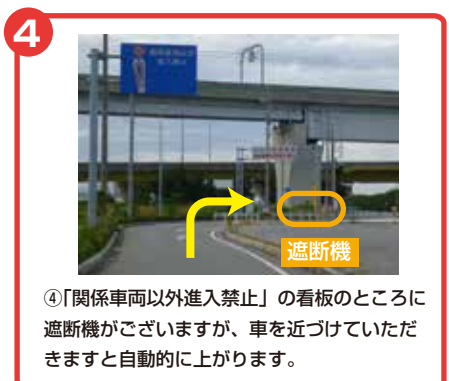 4
遮断機
④「関係車両以外進入禁止」の看板のところに
遮断機がございますが、車を近づけていただ
きますと自動的に上がります。